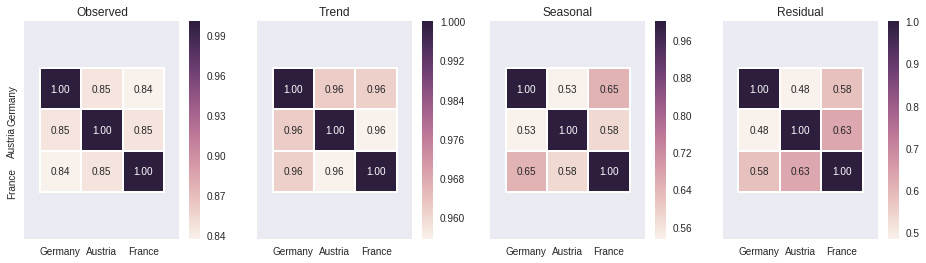 Observed
Trend
Seasonal
Residual
Germany
Austria
France
1.00 0.85 0.84
0.85 1.00 0.85
0.84 0.85 1.00
Germany Austria France
0.99
0.96
0.93
0.90
0.87
0.84
1.00 0.96 0.96
0.96 1.00 0.96
0.96 0.96 1.00
Germany Austria France
1.000
0.992
0.984
0.976
0.968
0.960
1.00 0.53 0.65
0.53 1.00 0.58
0.65 0.58 1.00
Germany Austria France
0.96
0.88
0.80
0.72
0.64
0.56
1.00 0.48 0.58
0.48 1.00 0.63
0.58 0.63 1.00
Germany Austria France
1.0
0.9
0.8
0.7
0.6
0.5